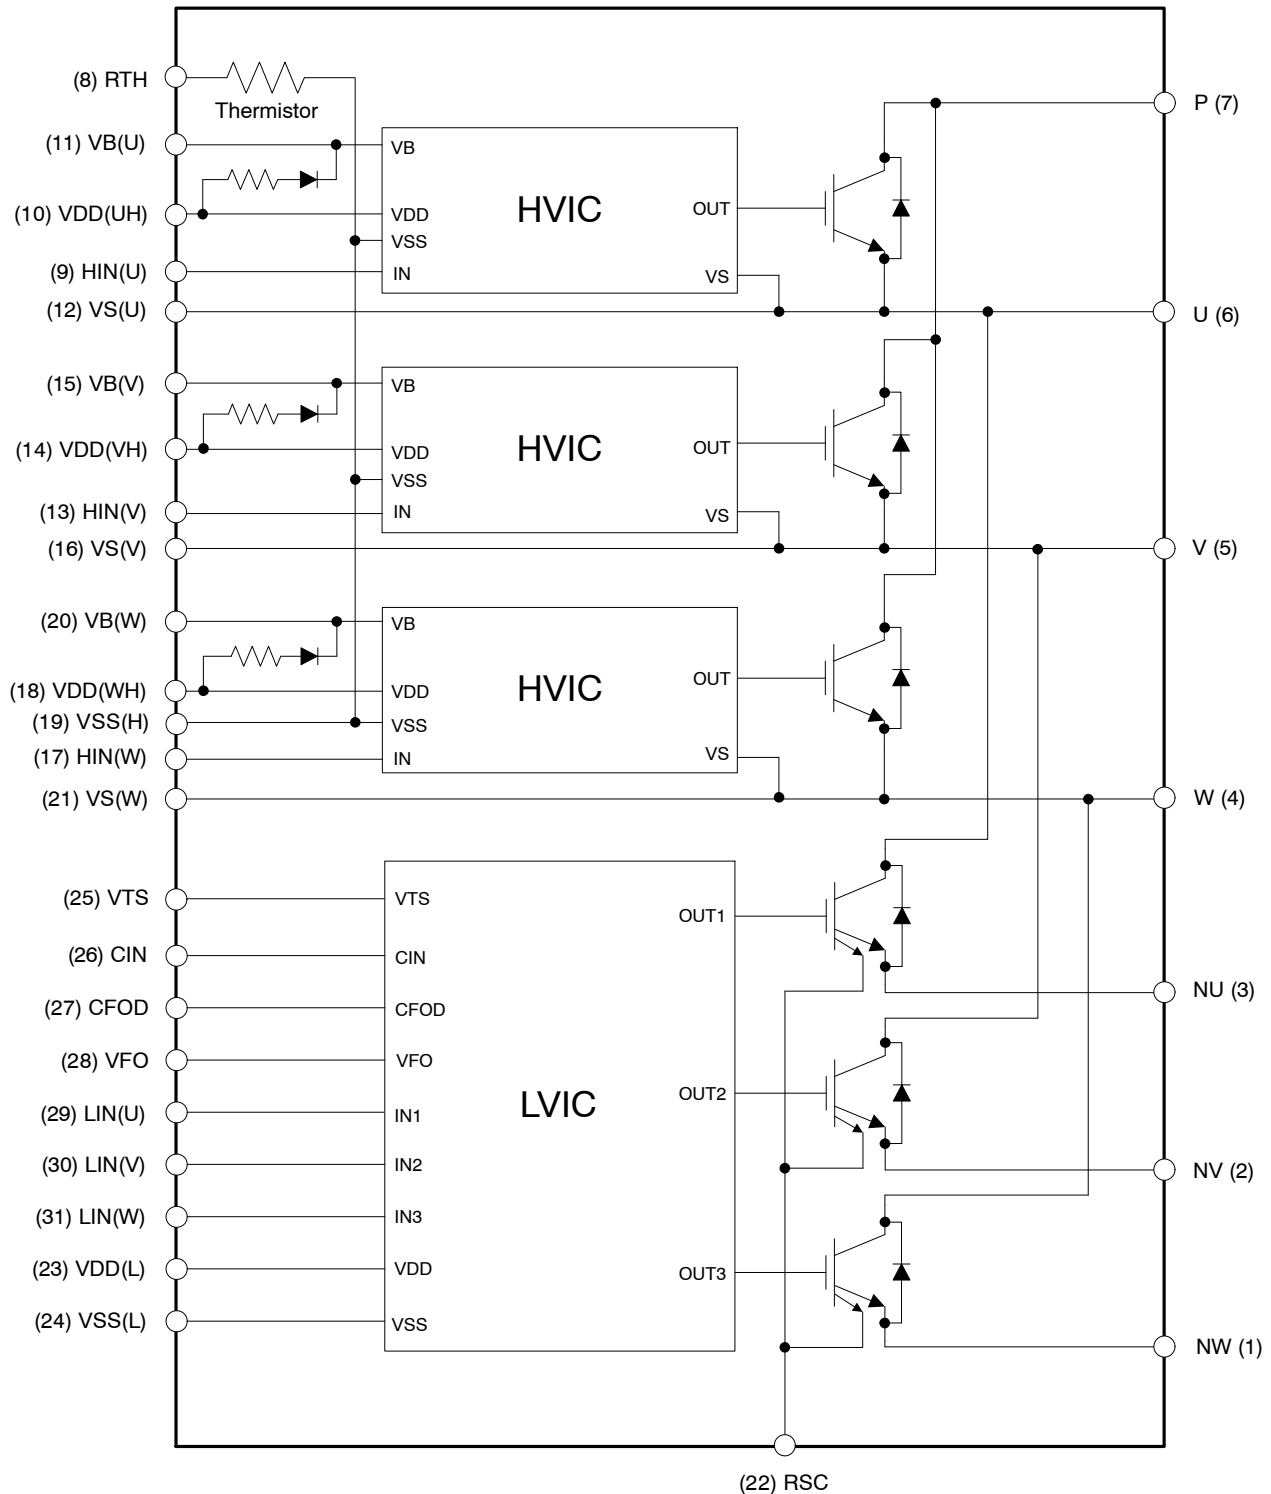 (8) RTH
Thermistor
P (7)
(11) VB(U)
VB
(10) VDD(UH)
VDD
HVIC
OUT
VSS
(9) HIN(U)
IN
VS
(12) VS(U)
U (6)
(15) VB(V)
VB
(14) VDD(VH)
VDD
HVIC
OUT
VSS
(13) HIN(V)
IN
VS
(16) VS(V)
V (5)
(20) VB(W)
VB
(18) VDD(WH)
VDD
HVIC
OUT
(19) VSS(H)
VSS
(17) HIN(W)
IN
VS
(21) VS(W)
W (4)
(25) VTS
VTS
OUT1
(26) CIN
CIN
NU (3)
(27) CFOD
CFOD
(28) VFO
VFO
OUT2
LVIC
(29) LIN(U)
IN1
(30) LIN(V)
IN2
NV (2)
(31) LIN(W)
IN3
(23) VDD(L)
VDD
OUT3
(24) VSS(L)
VSS
NW (1)
(22) RSC